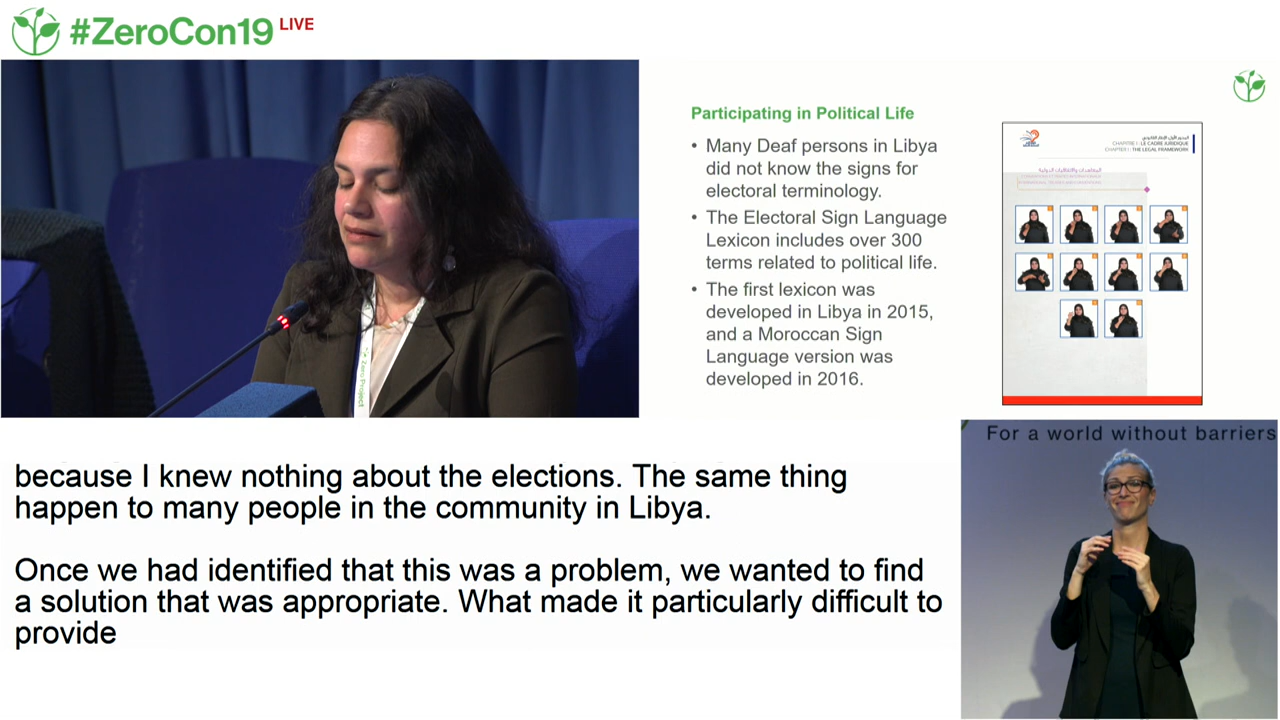 #ZeroCon19 LIVE
Participating in Political Life
• Many Deaf persons in Libya
did not know the signs for
electoral terminology.
• The Electoral Sign Language
Lexicon includes over 300
terms related to political life.
• The first lexicon was
developed in Libya in 2015,
and a Moroccan Sign
Language version was
developed in 2016.
CHAPITRE I : LE CADRE JURIDIQUE
CHAPTER I : THE LEGAL FRAMEWORK
المعاهدات والاتفاقيات الدولية
Zero Project
because I knew nothing about the elections. The same thing
happen to many people in the community in Libya.
Once we had identified that this was a problem, we wanted to find
a solution that was appropriate. What made it particularly difficult to
provide
For a world without barriers